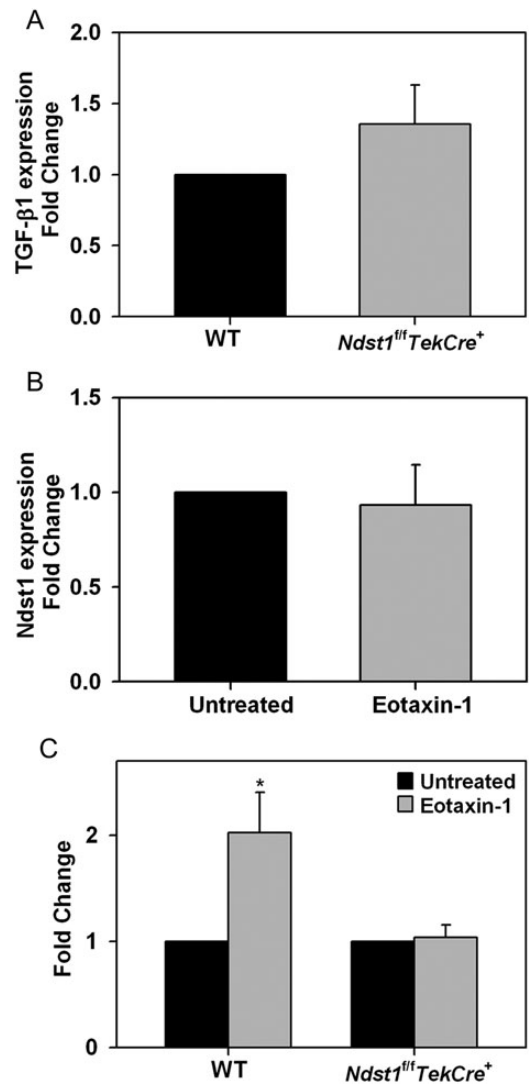 A
TGF-β1 expression
Fold Change
2.0
1.5
1.0
0.5
0.0
WT
Ndst1f/fTekCre+
B
Ndst1 expression
Fold Change
1.5
1.0
0.5
0.0
Untreated
Eotaxin-1
C
Fold Change
2
1
0
*
Untreated
Eotaxin-1
WT
Ndst1f/fTekCre+